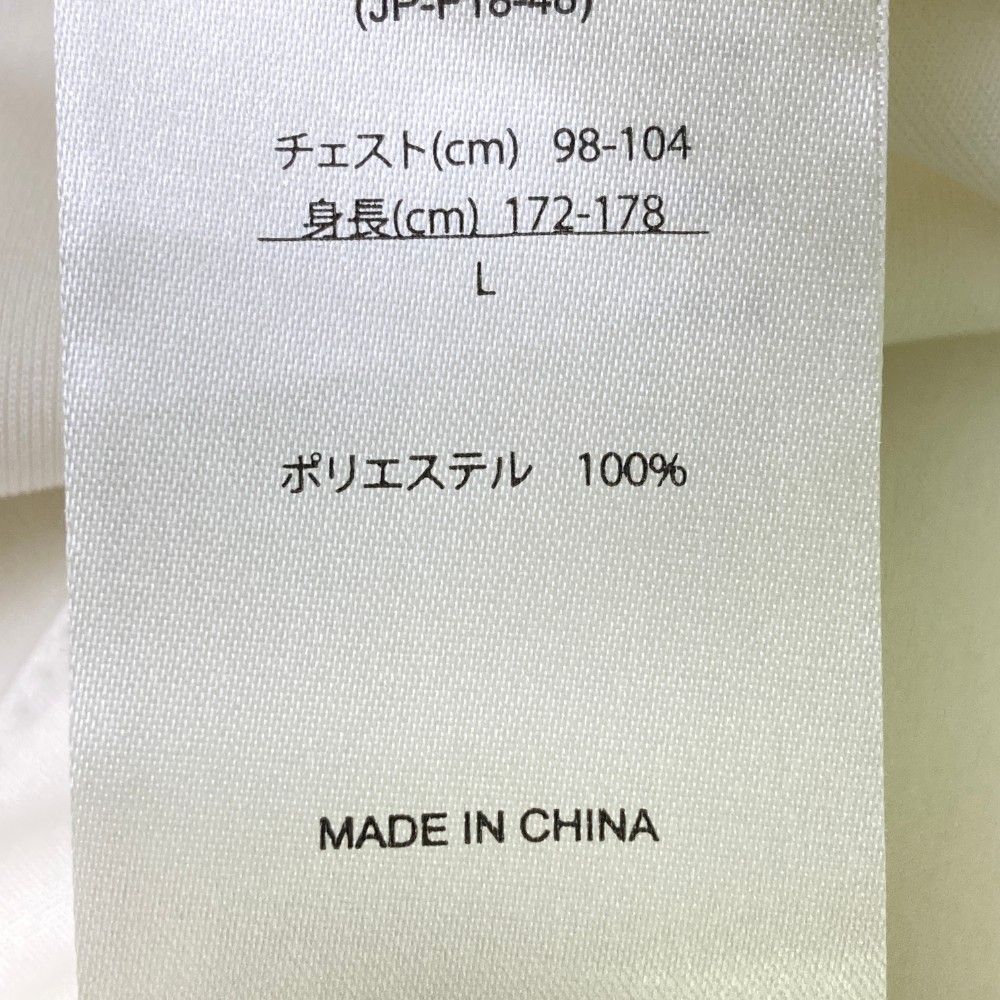 チェスト(cm) 98-104
身長(cm) 172-178
L
ポリエステル 100%
MADE IN CHINA